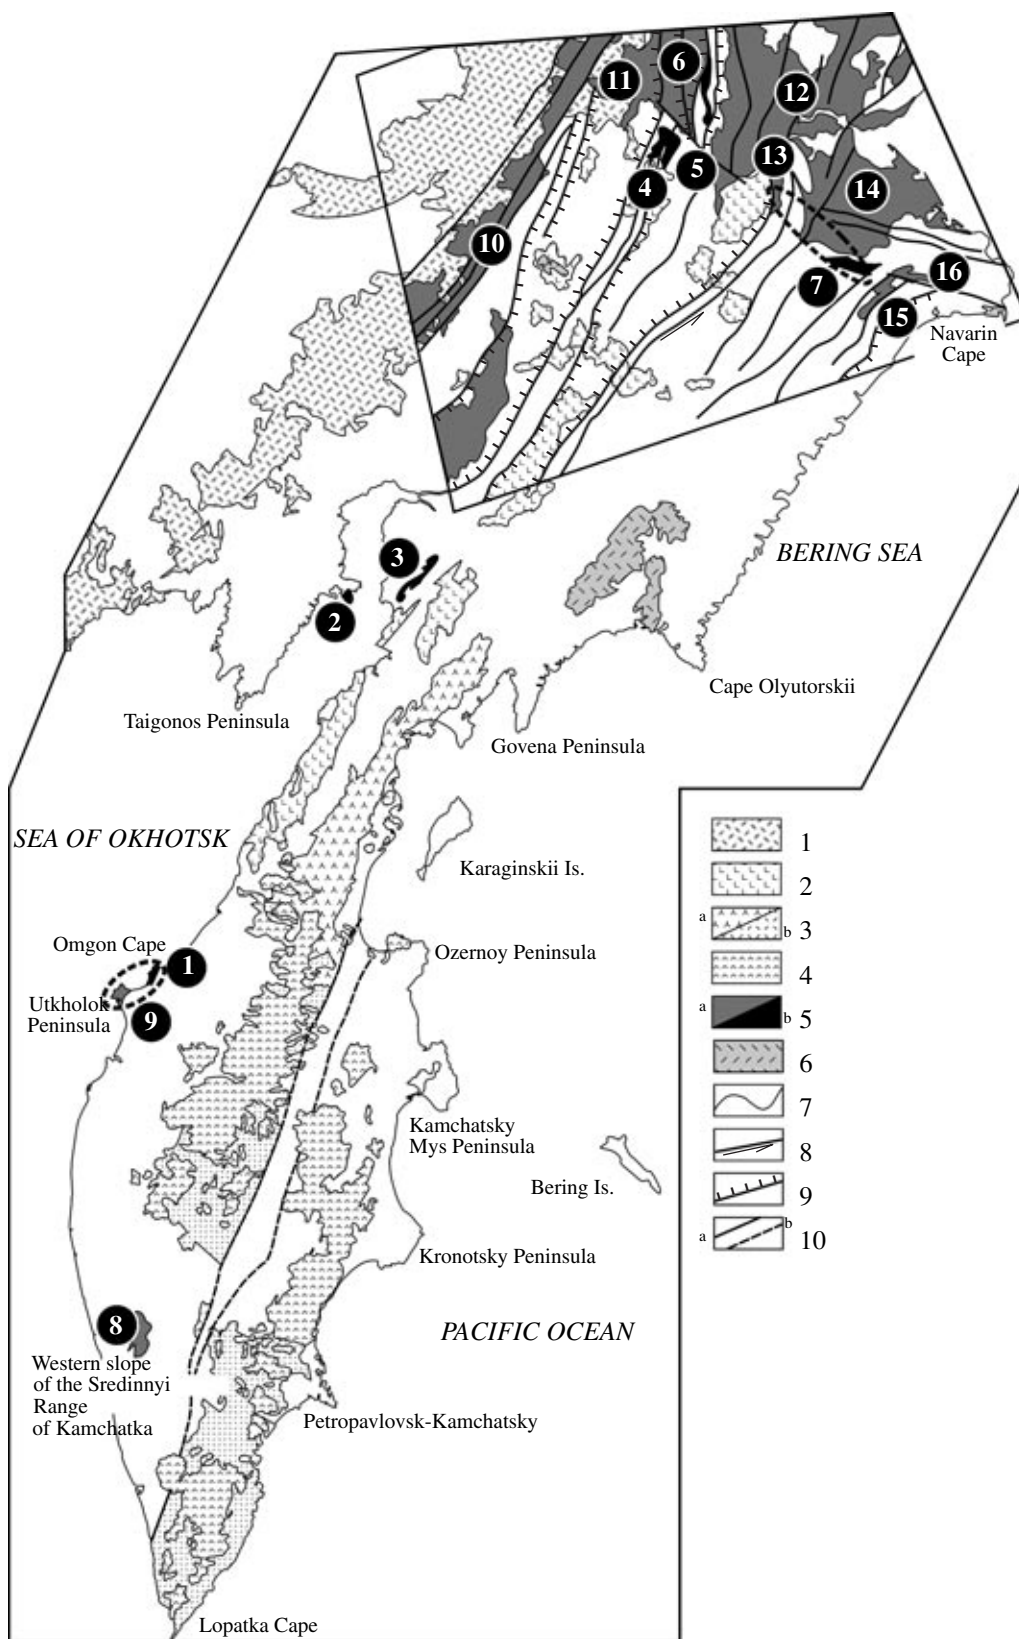 11
6
12
13
5
4
14
10
7
16
15
Navarin
Cape
3
BERING SEA
2
Cape Olyutorskii
Taigonos Peninsula
Govena Peninsula
SEA OF OKHOTSK
Karaginskii Is.
Omgon Cape
1
Ozernoy Peninsula
Utkholok
Peninsula
9
Kamchatsky
Mys Peninsula
Bering Is.
Kronotsky Peninsula
8
PACIFIC OCEAN
Western slope
of the Sredinnyi
Range
of Kamchatka
Petropavlovsk-Kamchatsky
Lopatka Cape
1
2
a b 3
4
a b 5
6
7
8
9
a b 10